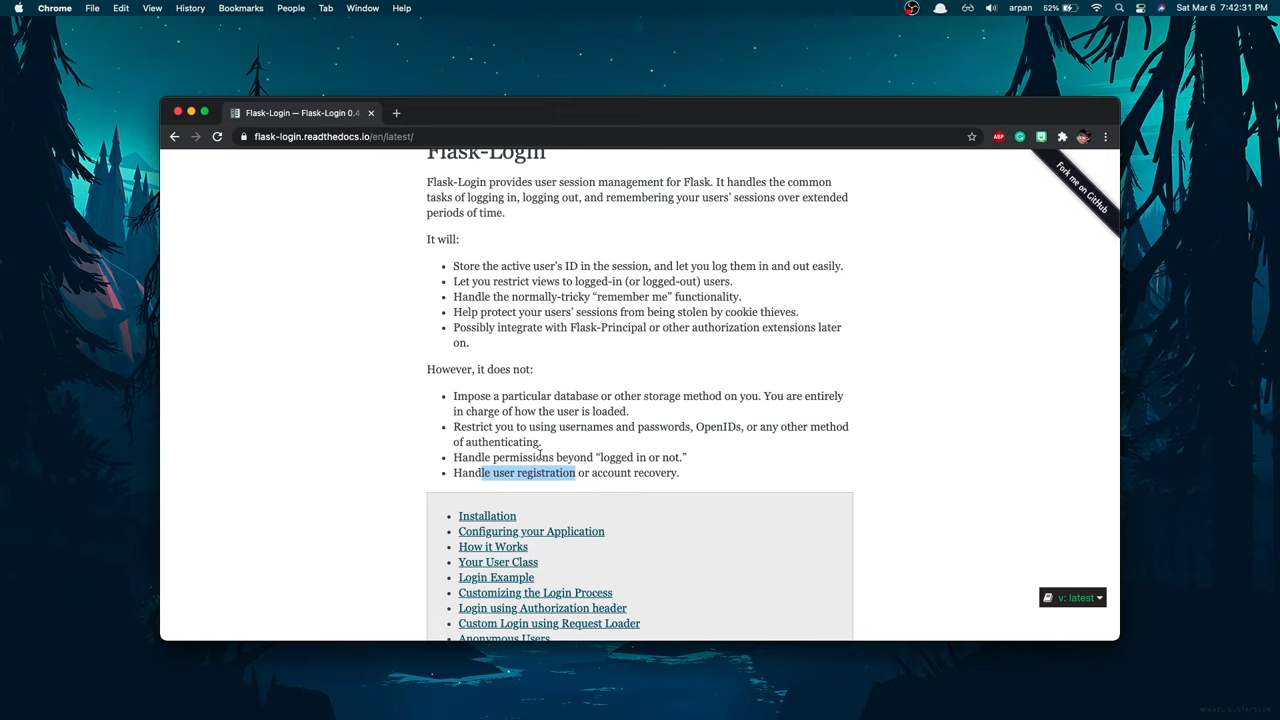 Chrome File Edit View History Bookmarks People Tab Window Help arpan 52% Sat Mar 6 7:42:31 PM
Flask-Login — Flask-Login 0.4
flask-login.readthedocs.io/en/latest/
ABP
Flask-Login
Fork me on GitHub
Flask-Login provides user session management for Flask. It handles the common
tasks of logging in, logging out, and remembering your users’ sessions over extended
periods of time.
It will:
• Store the active user’s ID in the session, and let you log them in and out easily.
• Let you restrict views to logged-in (or logged-out) users.
• Handle the normally-tricky “remember me” functionality.
• Help protect your users’ sessions from being stolen by cookie thieves.
• Possibly integrate with Flask-Principal or other authorization extensions later
on.
However, it does not:
• Impose a particular database or other storage method on you. You are entirely
in charge of how the user is loaded.
• Restrict you to using usernames and passwords, OpenIDs, or any other method
of authenticating.
• Handle permissions beyond “logged in or not.”
• Handle user registration or account recovery.
• Installation
• Configuring your Application
• How it Works
• Your User Class
• Login Example
• Customizing the Login Process
• Login using Authorization header
• Custom Login using Request Loader
• Anonymous Users
v: latest
MIKAEL GUSTAFSSON